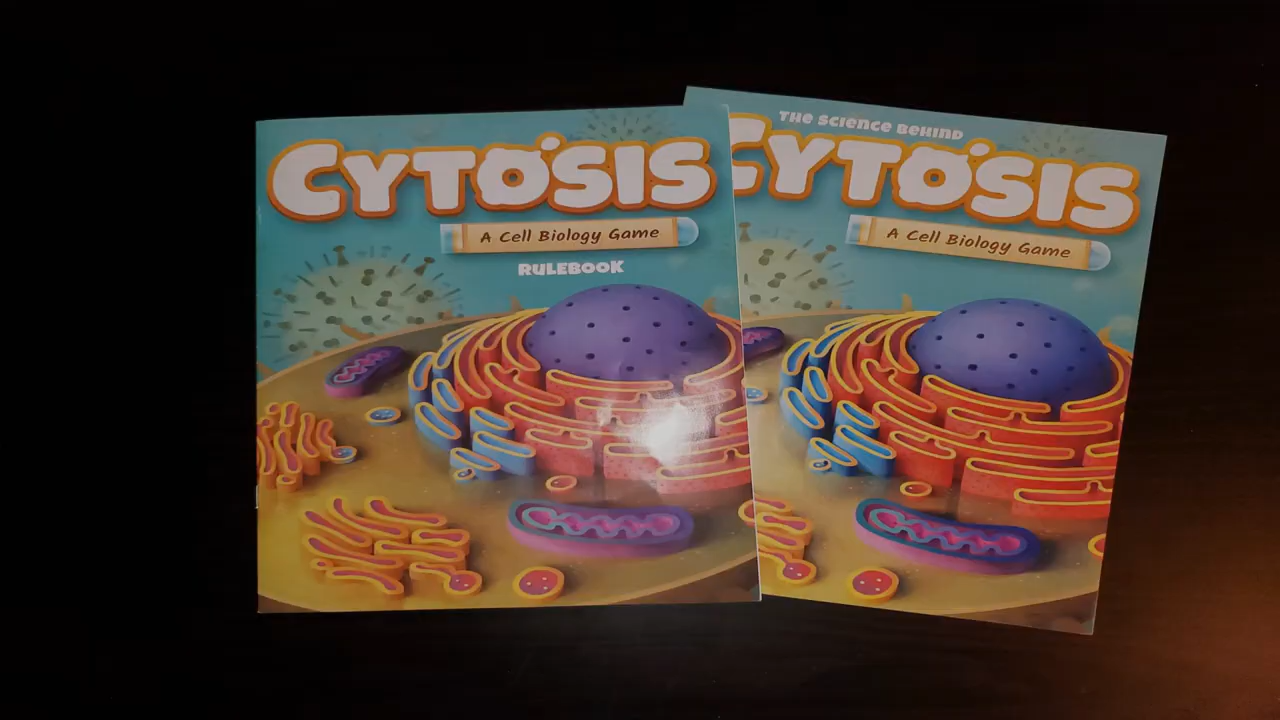 CYTOSIS
A Cell Biology Game
RULEBOOK
THE SCIENCE BEHIND
CYTOSIS
A Cell Biology Game